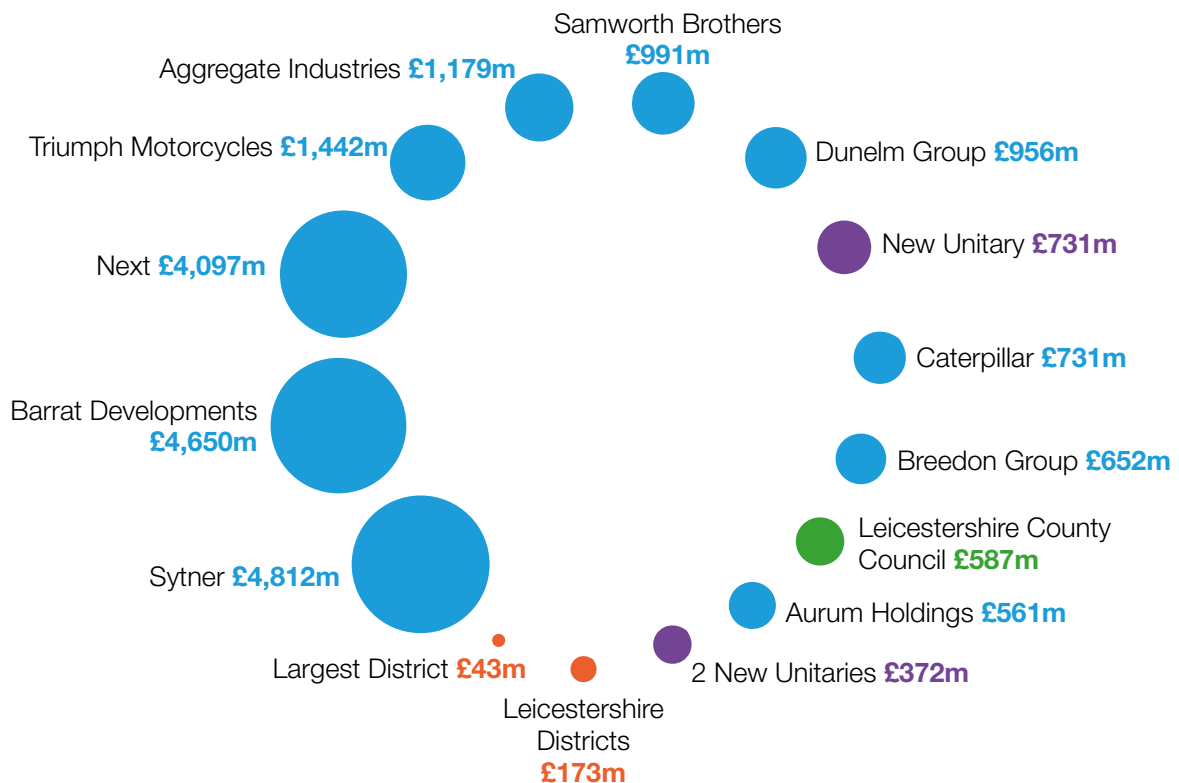 Samworth Brothers
£991m
Aggregate Industries £1,179m
Triumph Motorcycles £1,442m
Dunelm Group £956m
New Unitary £731m
Next £4,097m
Caterpillar £731m
Barrat Developments
£4,650m
Breedon Group £652m
Leicestershire County
Council £587m
Sytner £4,812m
Aurum Holdings £561m
Largest District £43m
2 New Unitaries £372m
Leicestershire
Districts
£173m